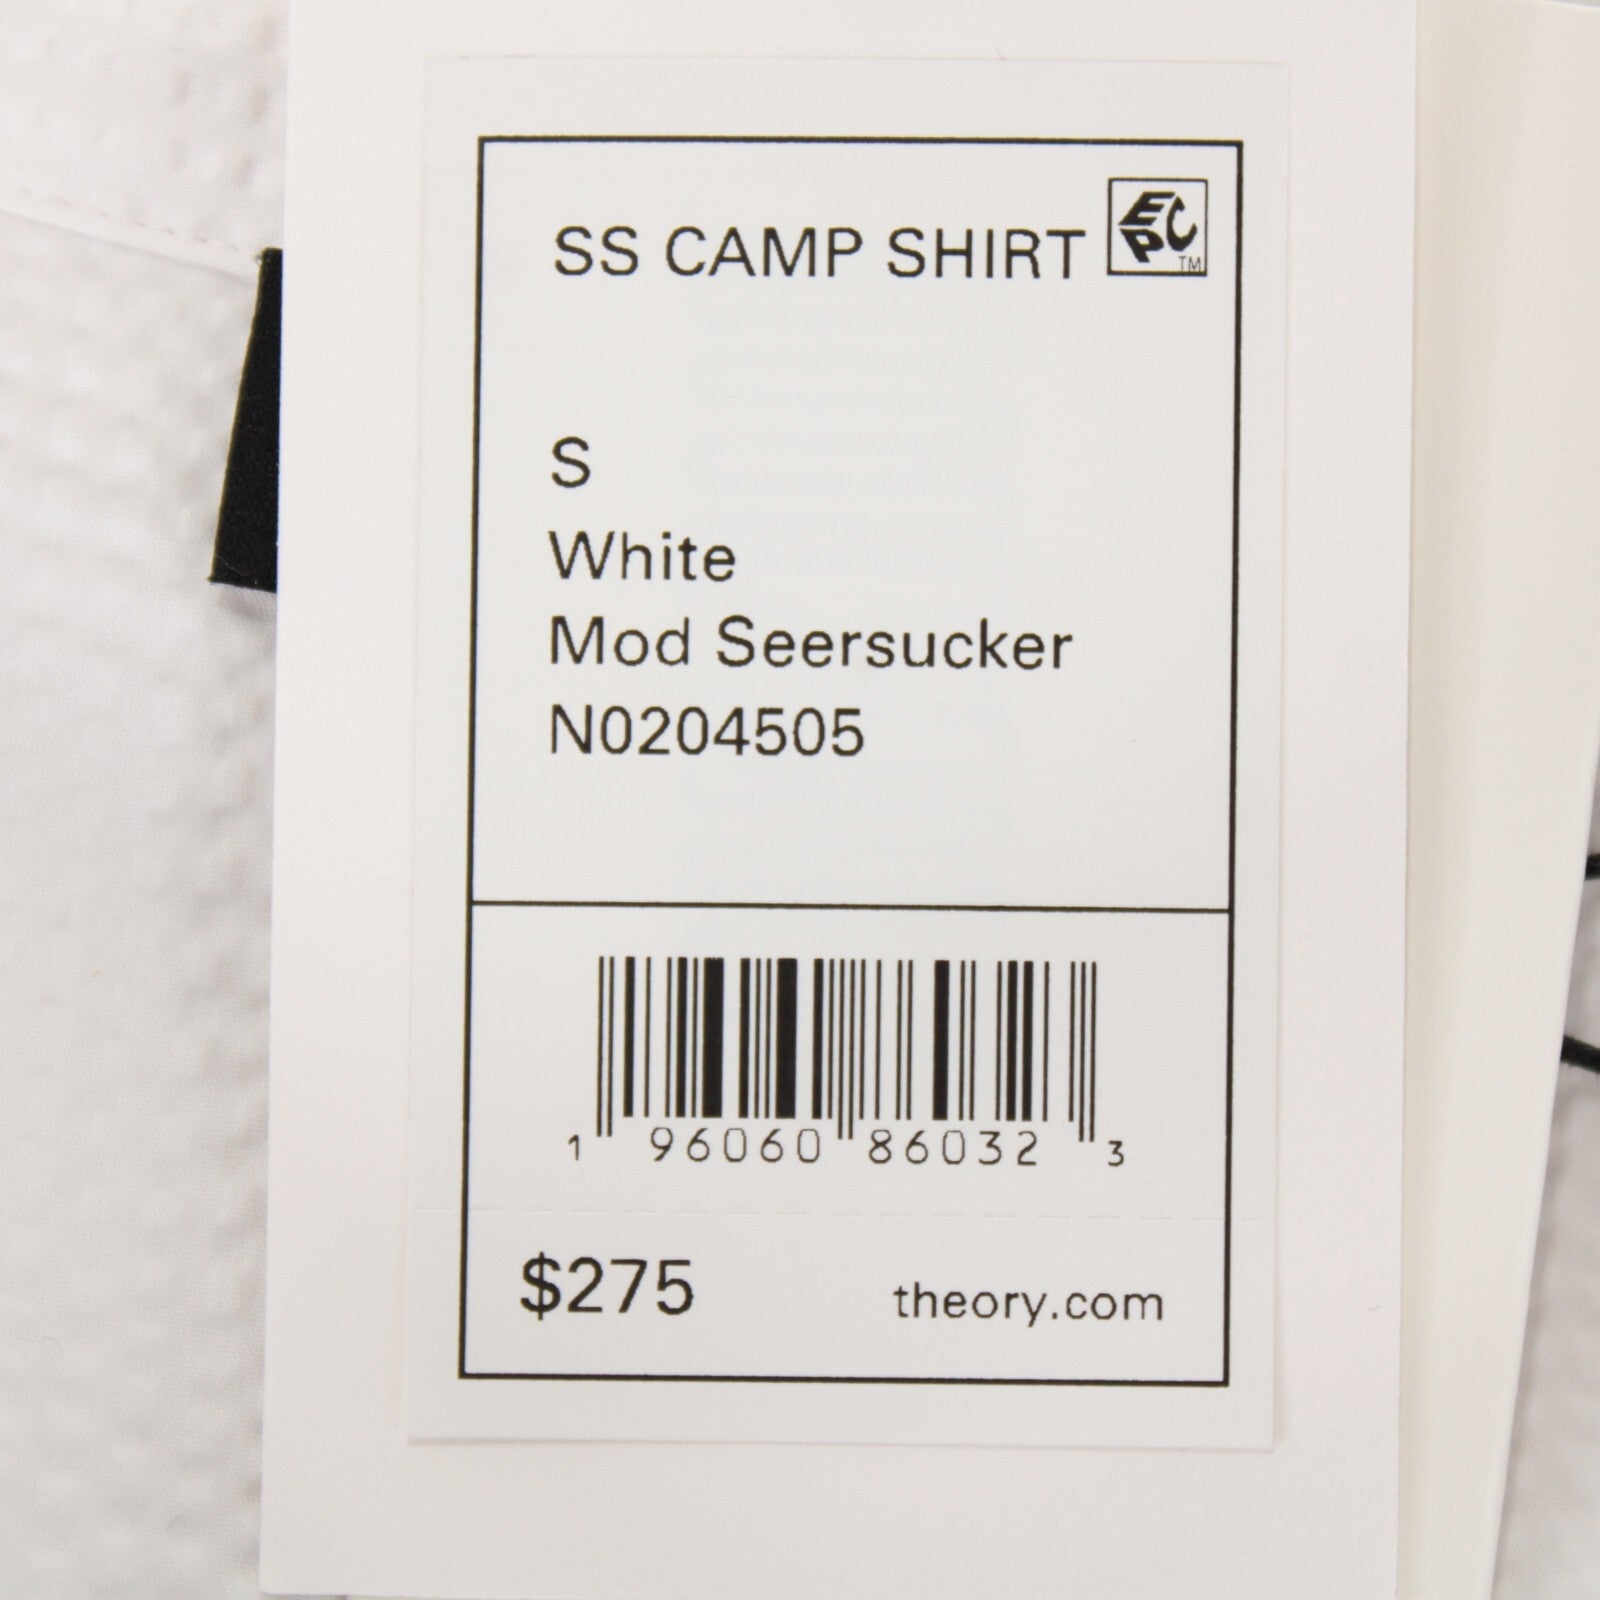 SS CAMP SHIRT
EPC
TM
S
White
Mod Seersucker
N0204505
1 96060 86032 3
$275 theory.com